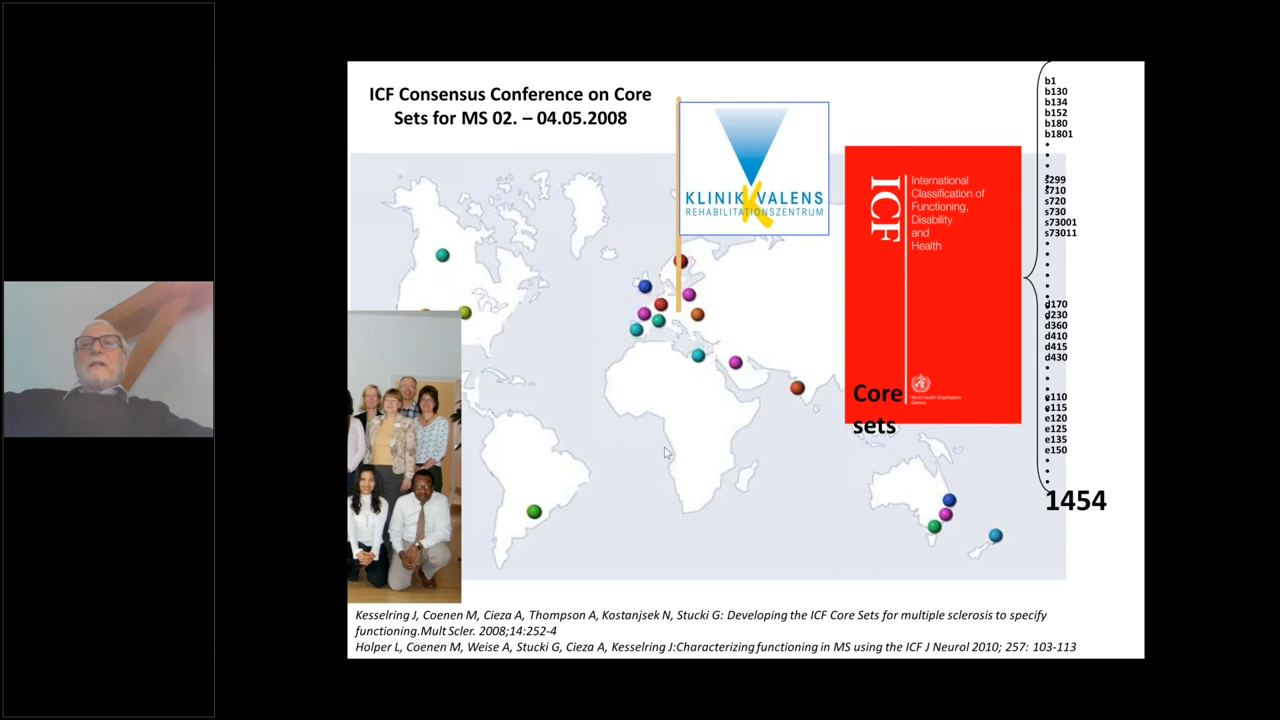 ICF Consensus Conference on Core
Sets for MS 02. – 04.05.2008
KLINIK VALENS
REHABILITATIONSZENTRUM
ICF
International
Classification of
Functioning,
Disability
and
Health
World Health Organization
Geneva
Core
sets
b1
b130
b134
b152
b180
b1801
•
•
•
s299
s710
s720
s730
s73001
s73011
•
•
•
•
•
•
d170
d230
d360
d410
d415
d430
•
•
•
•
e110
e115
e120
e125
e135
e150
•
•
•
1454
Kesselring J, Coenen M, Cieza A, Thompson A, Kostanjsek N, Stucki G: Developing the ICF Core Sets for multiple sclerosis to specify
functioning.Mult Scler. 2008;14:252-4
Holper L, Coenen M, Weise A, Stucki G, Cieza A, Kesselring J:Characterizing functioning in MS using the ICF J Neurol 2010; 257: 103-113